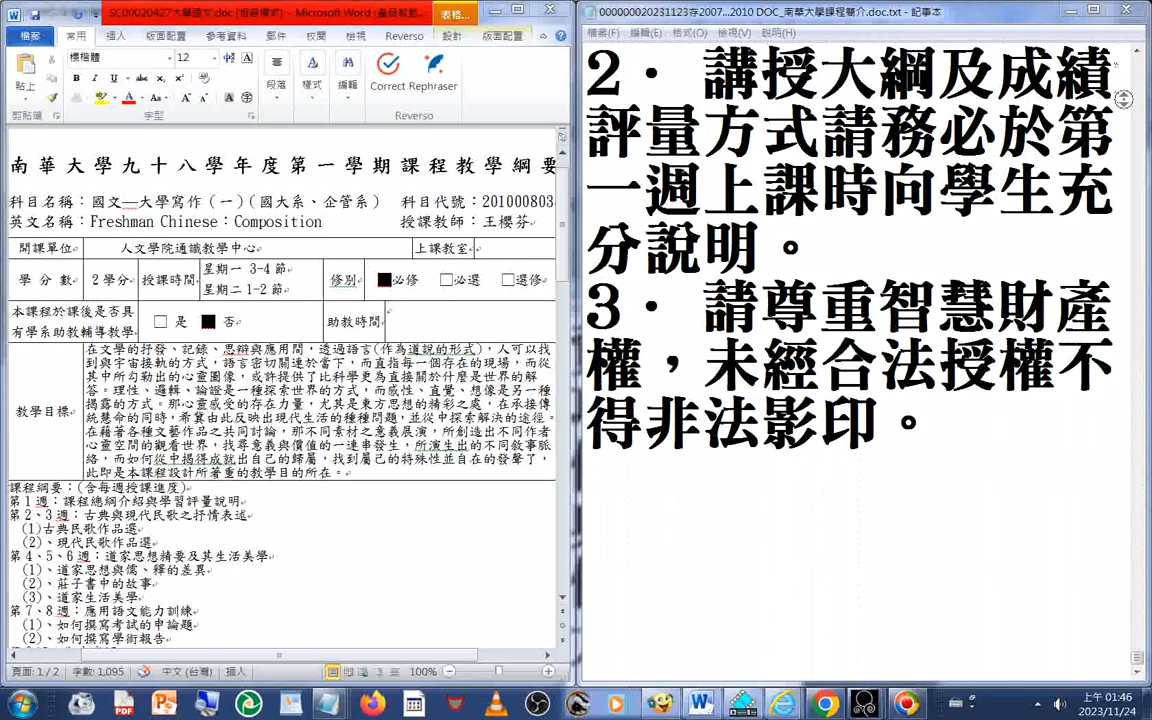 SC00020427大學國文.doc [相容模式] - Microsoft Word (產品啟動...
表格...
檔案 常用 插入 版面配置 參考資料 郵件 校閱 檢視 Reverso 設計 版面配置
標楷體 12
貼上 段落 樣式 編輯 Correct Rephraser
剪貼簿 字型 Reverso
南華大學九十八學年度第一學期課程教學綱要
科目名稱：國文—大學寫作(一)(國大系、企管系) 科目代號：201000803
英文名稱：Freshman Chinese：Composition 授課教師：王櫻芬
開課單位 人文學院通識教學中心 上課教室
學 分 數 2學分 授課時間 星期一 3-4節 修別 ■必修 □必選 □選修
星期二1-2節
本課程於課後是否具 □ 是 ■ 否 助教時間
有學系助教輔導教學
教學目標
在文學的抒發、記錄、思辯與應用間，透過語言(作為道說的形式)，人可以找
到與宇宙接軌的方式，語言密切關連於當下，而直指每一個存在的現場，而從
其中所勾勒出的心靈圖像，或許提供了比科學更為直接關於什麼是世界的解
答。理性、邏輯、論證是一種探索世界的方式，而感性、直覺、想像是另一種
揭露的方式。那心靈感受的存在力量，尤其是東方思想的精彩之處，在承接傳
統慧命的同時，希冀由此反映出現代生活的種種問題，並從中探索解決的途徑。
在藉著各種文藝作品之共同討論，那不同素材之意義展演，所創造出不同作者
心靈空間的觀看世界，找尋意義與價值的一連串發生，所演生出的不同敘事脈
絡，而如何從中揭得成就出自己的歸屬，找到屬己的特殊性並自在的發聲了，
此即是本課程設計所著重的教學目的所在。
課程綱要：(含每週授課進度)
第1週：課程總綱介紹與學習評量說明
第2、3週：古典與現代民歌之抒情表述
(1)古典民歌作品選
(2)、現代民歌作品選
第4、5、6週：道家思想精要及其生活美學
(1)、道家思想與儒、釋的差異
(2)、莊子書中的故事
(3)、道家生活美學
第7、8週：應用語文能力訓練
(1)、如何撰寫考試的申論題
(2)、如何撰寫學術報告
頁面: 1 / 2 字數: 1,095 中文 (台灣) 插入 100%
000000020231123存2007...2010 DOC_南華大學課程簡介.doc.txt - 記事本
檔案(F) 編輯(E) 格式(O) 檢視(V) 說明(H)
2． 講授大綱及成績
評量方式請務必於第
一週上課時向學生充
分說明。
3． 請尊重智慧財產
權，未經合法授權不
得非法影印。
上午 01:46
2023/11/24